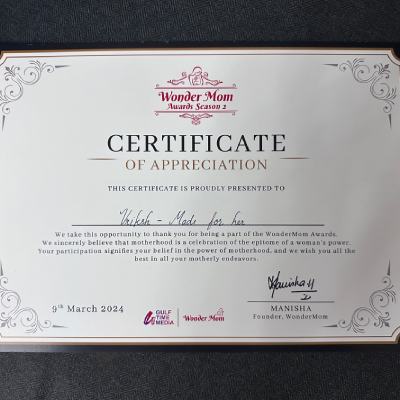 Wonder Mom
Awards Season 2
CERTIFICATE
OF APPRECIATION
THIS CERTIFICATE IS PROUDLY PRESENTED TO
Vriksh - Made for her
We take this opportunity to thank you for being a part of the WonderMom Awards.
We sincerely believe that motherhood is a celebration of the epitome of a woman's power.
Your participation signifies your belief in the power of motherhood, and we wish you all the
best in all your motherly endeavors.
9th March 2024
GULF
TIME
MEDIA
Wonder Mom
MANISHA
Founder, WonderMom